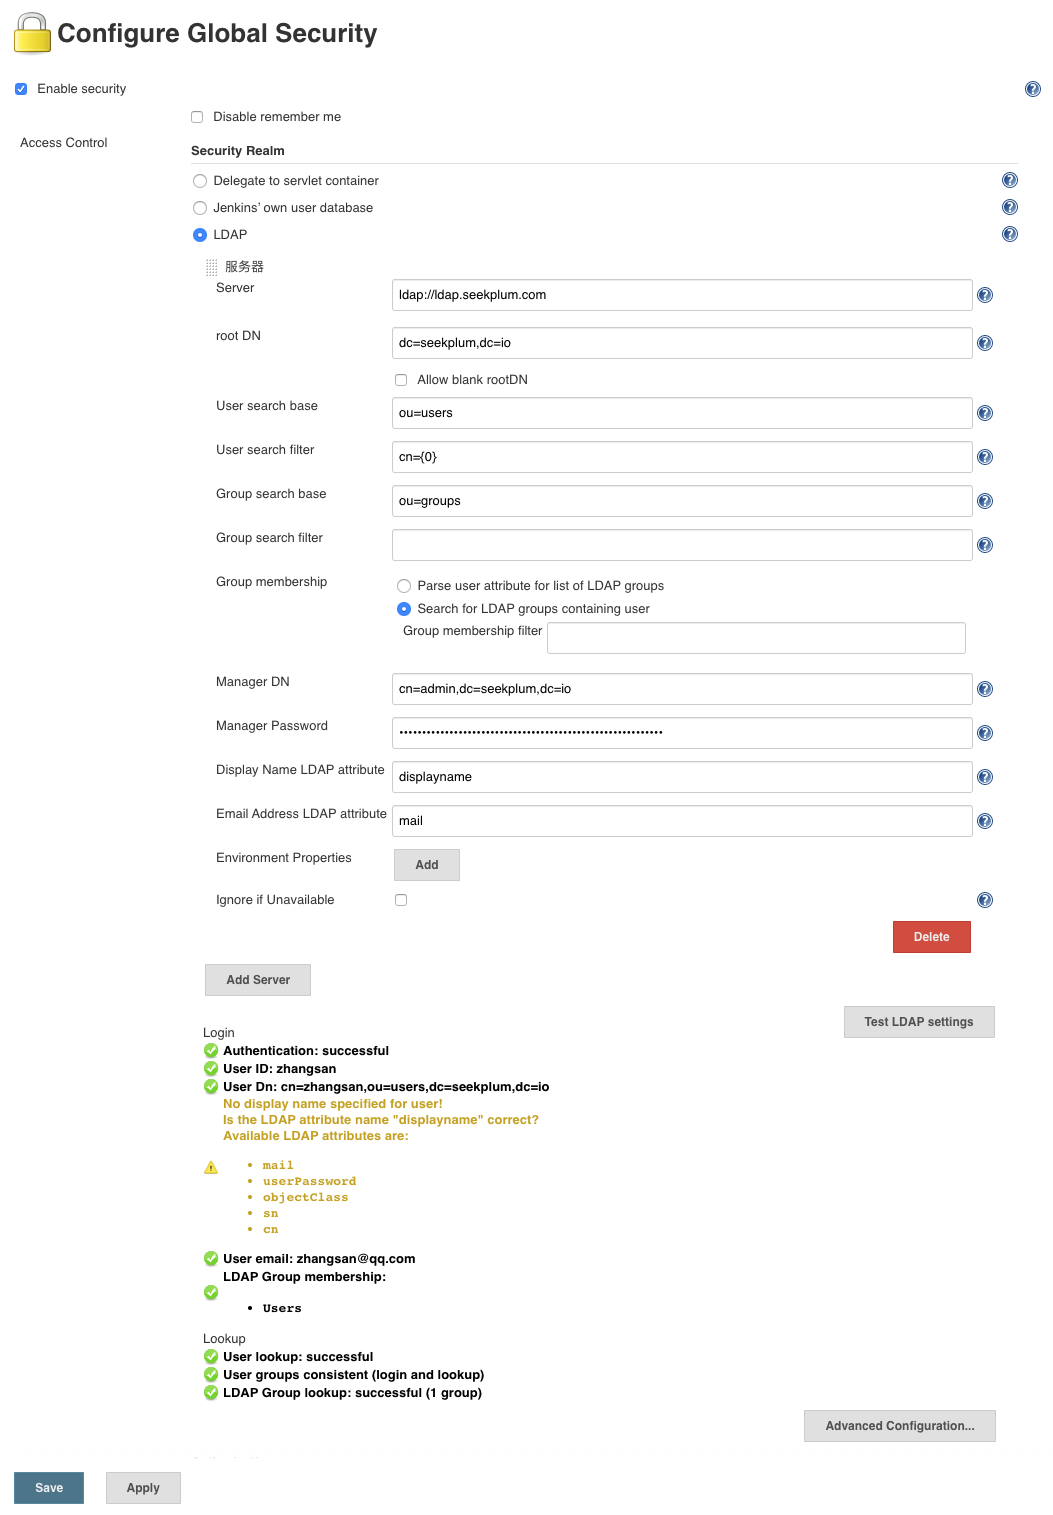 Configure Global Security
Enable security
Disable remember me
Access Control
Security Realm
Delegate to servlet container
Jenkins' own user database
LDAP
服务器
Server
ldap://ldap.seekplum.com
root DN
dc=seekplum,dc=io
Allow blank rootDN
User search base
ou=users
User search filter
cn={0}
Group search base
ou=groups
Group search filter
Group membership
Parse user attribute for list of LDAP groups
Search for LDAP groups containing user
Group membership filter
Manager DN
cn=admin,dc=seekplum,dc=io
Manager Password
Display Name LDAP attribute
displayname
Email Address LDAP attribute
mail
Environment Properties
Add
Ignore if Unavailable
Delete
Add Server
Test LDAP settings
Login
Authentication: successful
User ID: zhangsan
User Dn: cn=zhangsan,ou=users,dc=seekplum,dc=io
No display name specified for user!
Is the LDAP attribute name "displayname" correct?
Available LDAP attributes are:
• mail
• userPassword
• objectClass
• sn
• cn
User email: zhangsan@qq.com
LDAP Group membership:
• Users
Lookup
User lookup: successful
User groups consistent (login and lookup)
LDAP Group lookup: successful (1 group)
Advanced Configuration...
Save
Apply